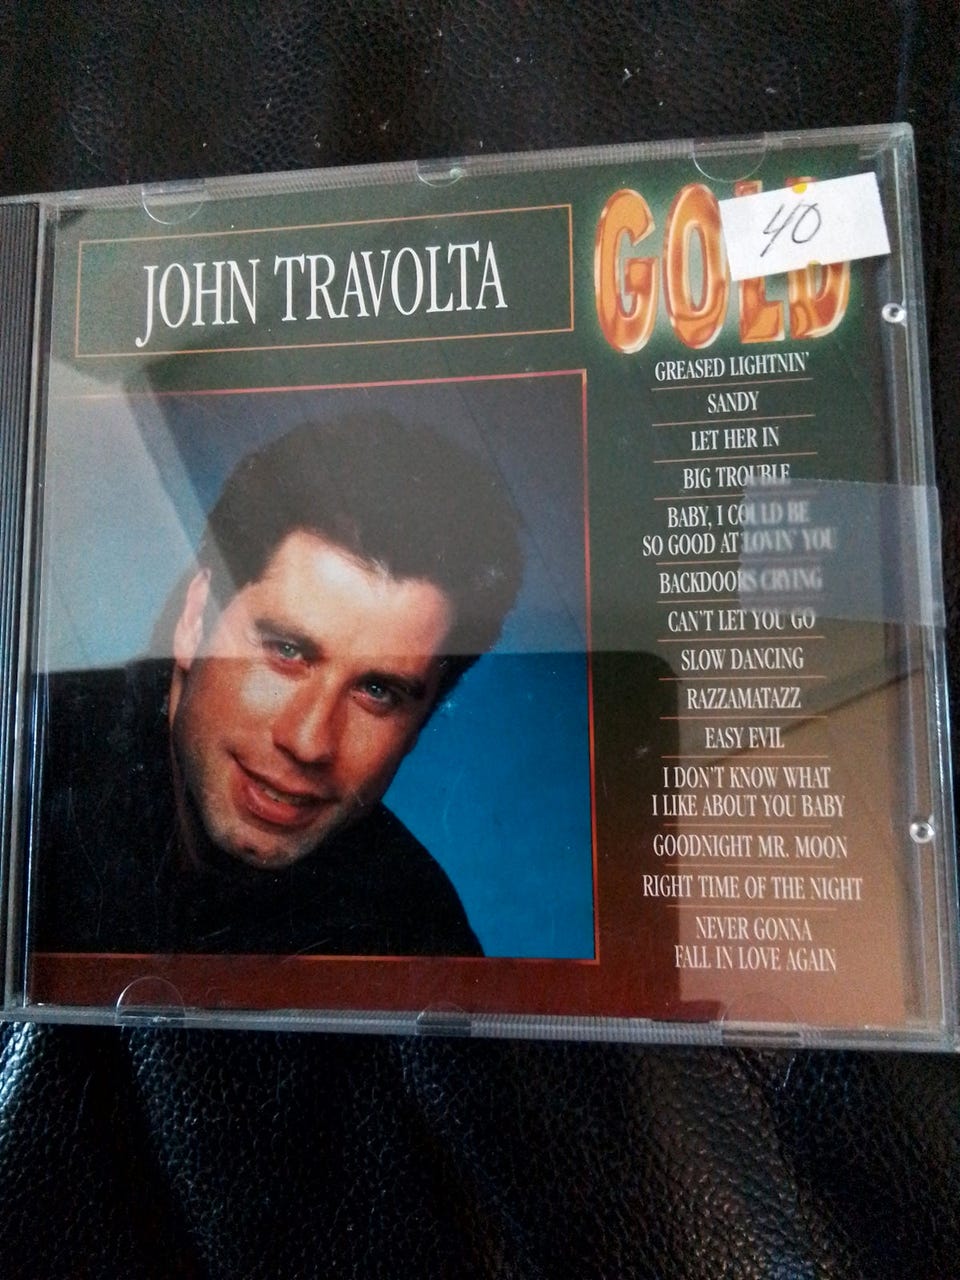 JOHN TRAVOLTA
GOLD
40
GREASED LIGHTNIN'
SANDY
LET HER IN
BIG TROUBLE
BABY, I COULD BE
SO GOOD AT LOVIN' YOU
BACKDOORS CRYING
CAN'T LET YOU GO
SLOW DANCING
RAZZAMATAZZ
EASY EVIL
I DON'T KNOW WHAT
I LIKE ABOUT YOU BABY
GOODNIGHT MR. MOON
RIGHT TIME OF THE NIGHT
NEVER GONNA
FALL IN LOVE AGAIN